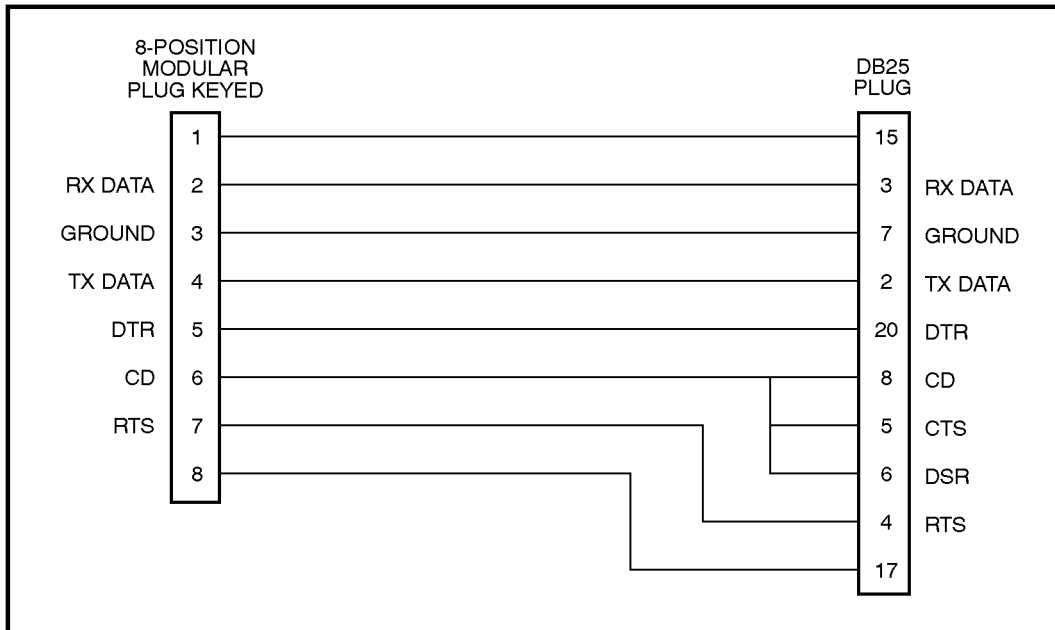 8-POSITION
MODULAR
PLUG KEYED
DB25
PLUG
1 15
RX DATA 2 3 RX DATA
GROUND 3 7 GROUND
TX DATA 4 2 TX DATA
DTR 5 20 DTR
CD 6 8 CD
RTS 7 5 CTS
8 6 DSR
4 RTS
17